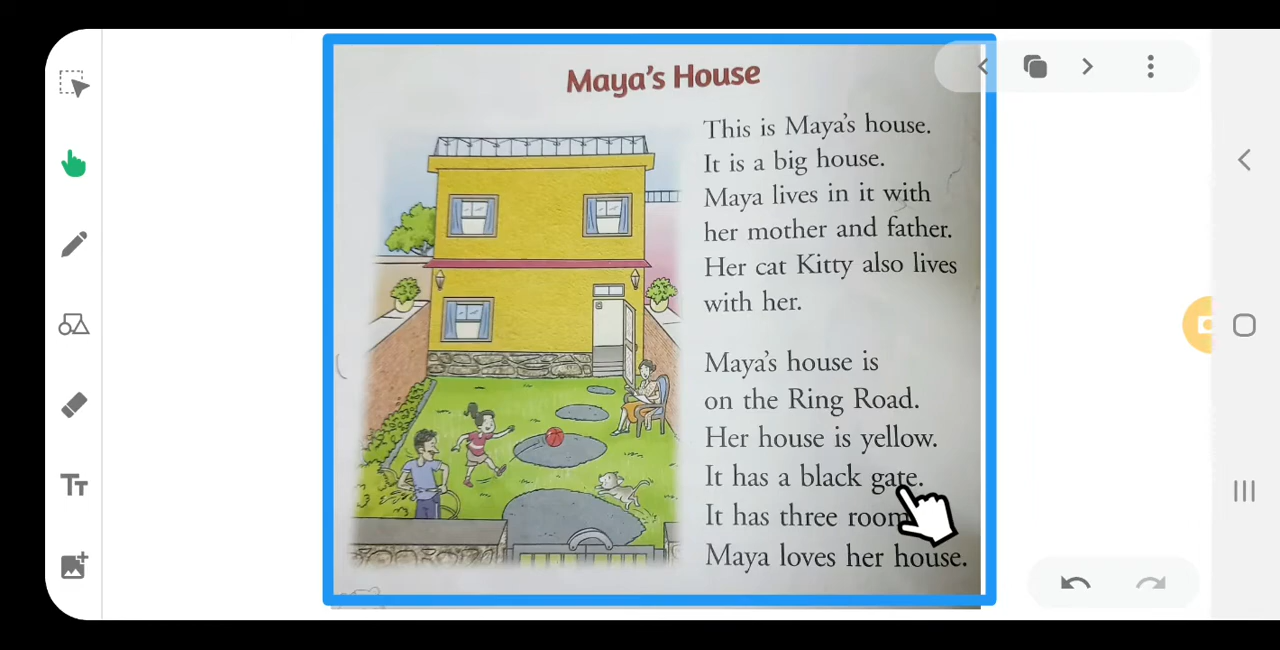 Maya's House
This is Maya's house.
It is a big house.
Maya lives in it with
her mother and father.
Her cat Kitty also lives
with her.
Maya's house is
on the Ring Road.
Her house is yellow.
It has a black gate.
It has three room
Maya loves her house.
Tt